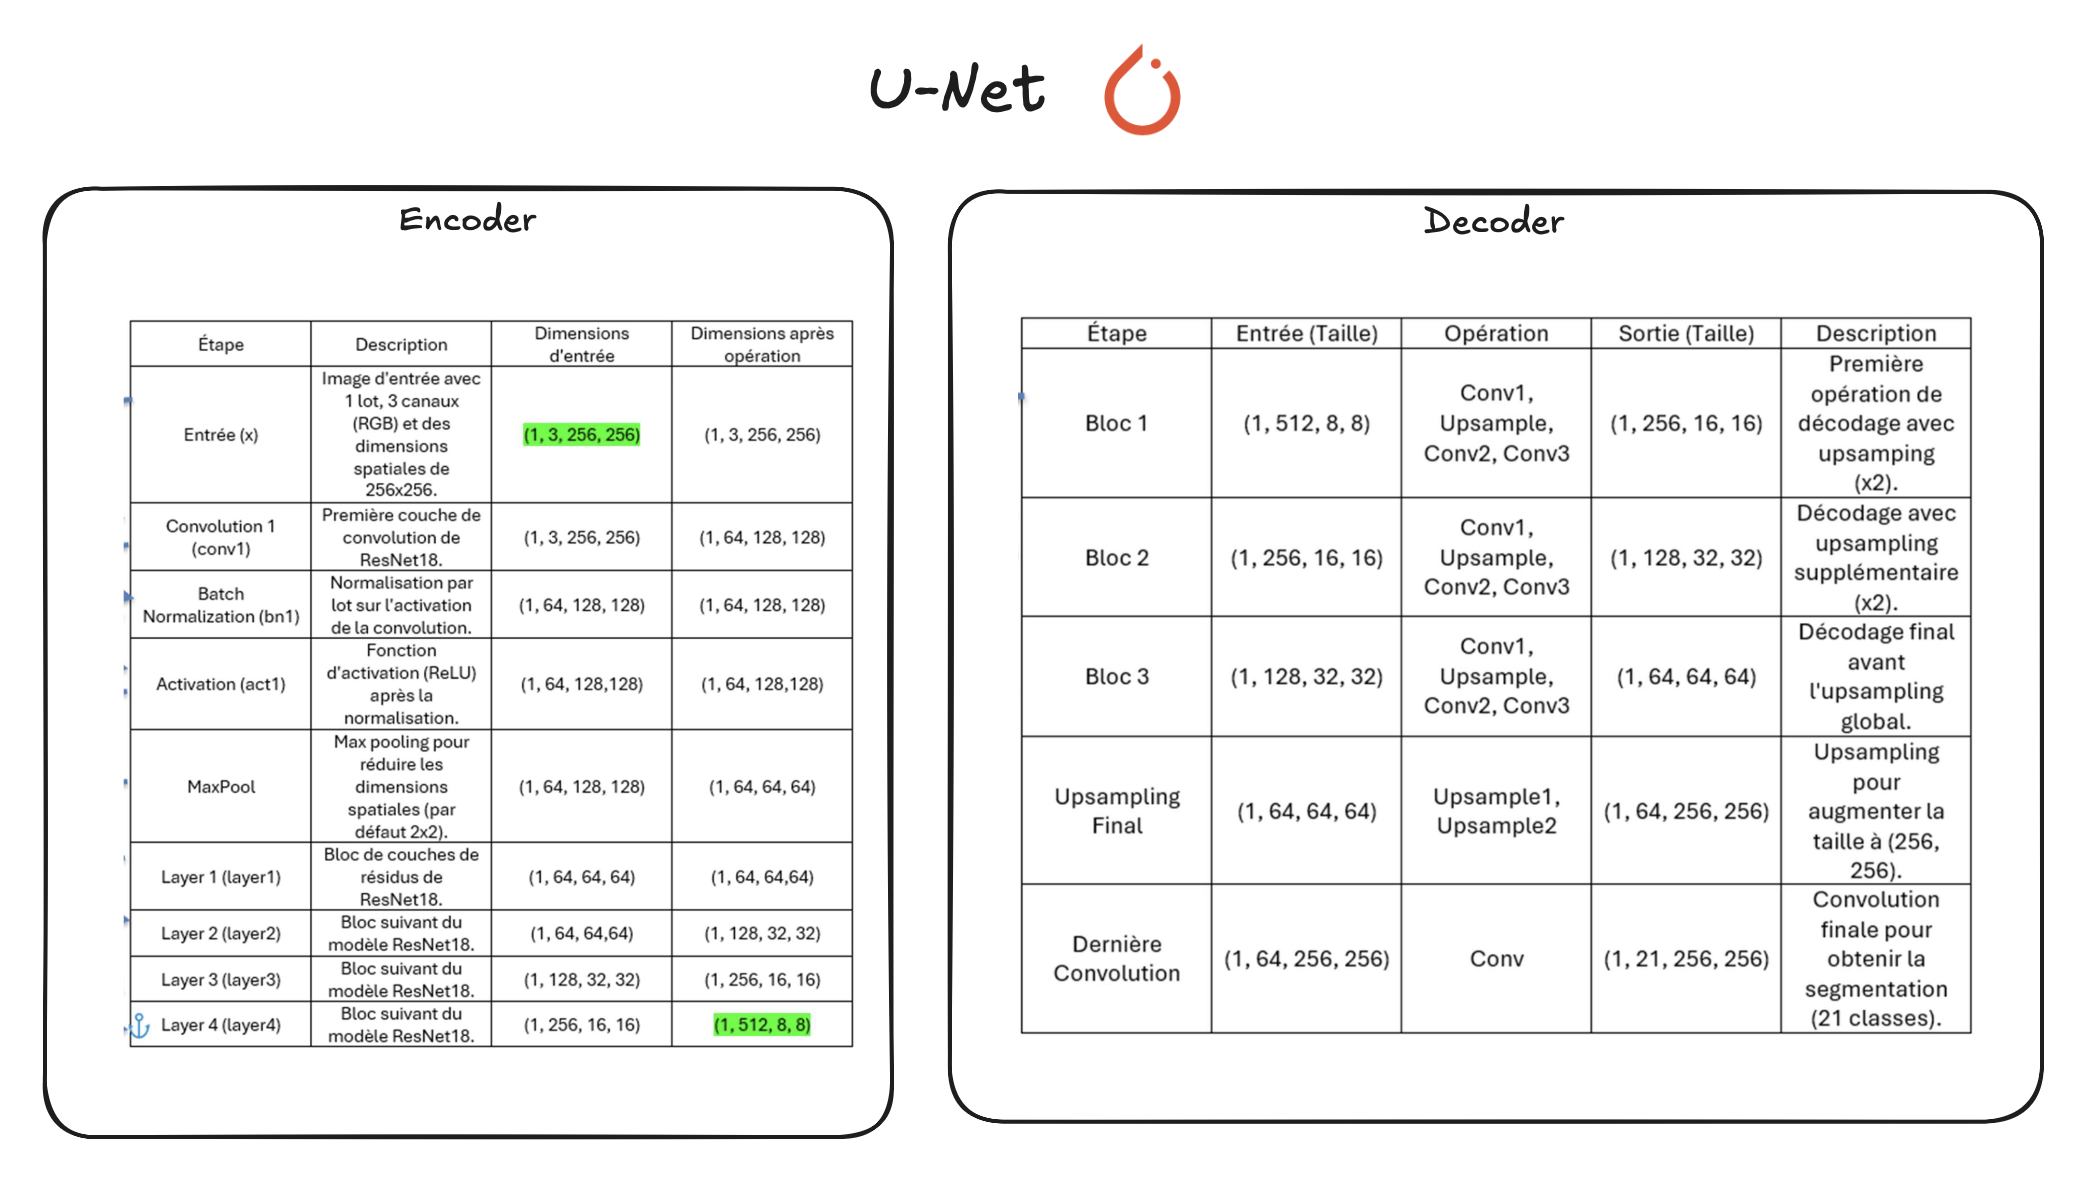 U-Net
Encoder
Étape
Description
Dimensions
d'entrée
Dimensions après
opération
Entrée (x)
Image d'entrée avec
1 lot, 3 canaux
(RGB) et des
dimensions
spatiales de
256x256.
(1, 3, 256, 256)
(1, 3, 256, 256)
Convolution 1
(conv1)
Première couche de
convolution de
ResNet18.
(1, 3, 256, 256)
(1, 64, 128, 128)
Batch
Normalization (bn1)
Normalisation par
lot sur l'activation
de la convolution.
(1, 64, 128, 128)
(1, 64, 128, 128)
Activation (act1)
Fonction
d'activation (ReLU)
après la
normalisation.
(1, 64, 128,128)
(1, 64, 128,128)
MaxPool
Max pooling pour
réduire les
dimensions
spatiales (par
défaut 2x2).
(1, 64, 128, 128)
(1, 64, 64, 64)
Layer 1 (layer1)
Bloc de couches de
résidus de
ResNet18.
(1, 64, 64, 64)
(1, 64, 64,64)
Layer 2 (layer2)
Bloc suivant du
modèle ResNet18.
(1, 64, 64,64)
(1, 128, 32, 32)
Layer 3 (layer3)
Bloc suivant du
modèle ResNet18.
(1, 128, 32, 32)
(1, 256, 16, 16)
Layer 4 (layer4)
Bloc suivant du
modèle ResNet18.
(1, 256, 16, 16)
(1, 512, 8, 8)
Decoder
Étape
Entrée (Taille)
Opération
Sortie (Taille)
Description
Bloc 1
(1, 512, 8, 8)
Conv1,
Upsample,
Conv2, Conv3
(1, 256, 16, 16)
Première
opération de
décodage avec
upsamping
(x2).
Bloc 2
(1, 256, 16, 16)
Conv1,
Upsample,
Conv2, Conv3
(1, 128, 32, 32)
Décodage avec
upsampling
supplémentaire
(x2).
Bloc 3
(1, 128, 32, 32)
Conv1,
Upsample,
Conv2, Conv3
(1, 64, 64, 64)
Décodage final
avant
l'upsampling
global.
Upsampling
Final
(1, 64, 64, 64)
Upsample1,
Upsample2
(1, 64, 256, 256)
Upsampling
pour
augmenter la
taille à (256,
256).
Dernière
Convolution
(1, 64, 256, 256)
Conv
(1, 21, 256, 256)
Convolution
finale pour
obtenir la
segmentation
(21 classes).